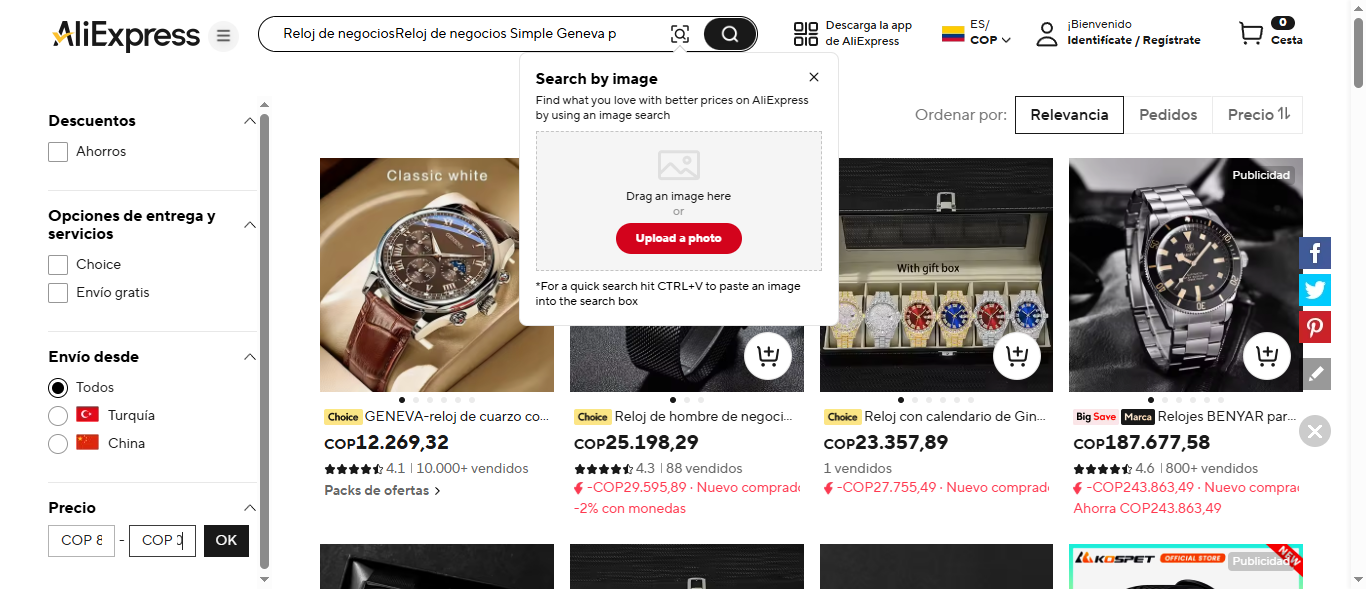 AliExpress
Reloj de negociosReloj de negocios Simple Geneva p
Descarga la app
de AliExpress
ES/
COP
¡Bienvenido
Identifícate / Regístrate
0
Cesta
Search by image
Find what you love with better prices on AliExpress
by using an image search
Drag an image here
or
Upload a photo
*For a quick search hit CTRL+V to paste an image
into the search box
Descuentos
Ahorros
Opciones de entrega y
servicios
Choice
Envío gratis
Envío desde
Todos
Turquía
China
Precio
COP 8 - COP 0 OK
Ordenar por: Relevancia Pedidos Precio
Classic white
With gift box
Publicidad
Choice GENEVA-reloj de cuarzo co...
COP12.269,32
4.1 | 10.000+ vendidos
Packs de ofertas >
Choice Reloj de hombre de negoci...
COP25.198,29
4.3 | 88 vendidos
-COP29.595,89 · Nuevo comprado
-2% con monedas
Choice Reloj con calendario de Gin...
COP23.357,89
1 vendidos
-COP27.755,49 · Nuevo comprad
Big Save Marca Relojes BENYAR par...
COP187.677,58
4.6 | 800+ vendidos
-COP243.863,49 · Nuevo compra
Ahorra COP243.863,49
KOSPET OFFICIAL STORE
Publicidad
NEW